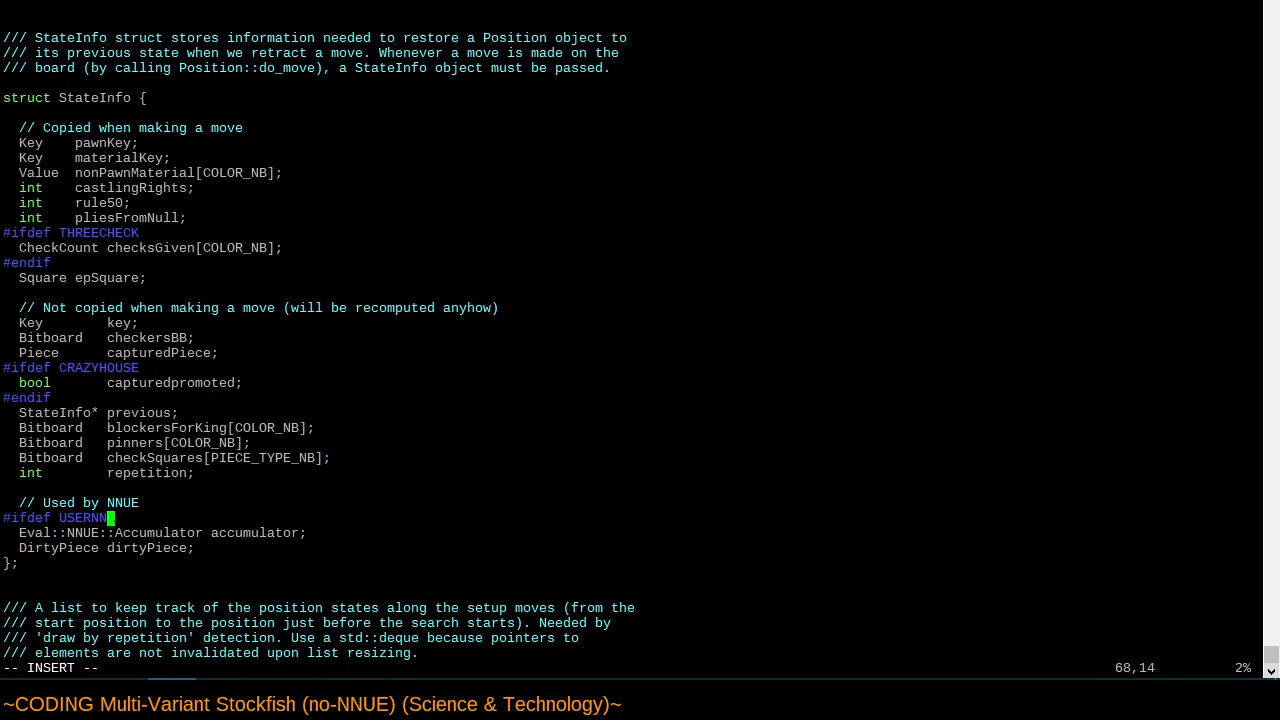 /// StateInfo struct stores information needed to restore a Position object to
/// its previous state when we retract a move. Whenever a move is made on the
/// board (by calling Position::do_move), a StateInfo object must be passed.
struct StateInfo {
  // Copied when making a move
  Key    pawnKey;
  Key    materialKey;
  Value  nonPawnMaterial[COLOR_NB];
  int    castlingRights;
  int    rule50;
  int    pliesFromNull;
#ifdef THREECHECK
  CheckCount checksGiven[COLOR_NB];
#endif
  Square epSquare;
  // Not copied when making a move (will be recomputed anyhow)
  Key        key;
  Bitboard   checkersBB;
  Piece      capturedPiece;
#ifdef CRAZYHOUSE
  bool       capturedpromoted;
#endif
  StateInfo* previous;
  Bitboard   blockersForKing[COLOR_NB];
  Bitboard   pinners[COLOR_NB];
  Bitboard   checkSquares[PIECE_TYPE_NB];
  int        repetition;
  // Used by NNUE
#ifdef USERNN
  Eval::NNUE::Accumulator accumulator;
  DirtyPiece dirtyPiece;
};
/// A list to keep track of the position states along the setup moves (from the
/// start position to the position just before the search starts). Needed by
/// 'draw by repetition' detection. Use a std::deque because pointers to
/// elements are not invalidated upon list resizing.
-- INSERT -- 68,14 2%
~CODING Multi-Variant Stockfish (no-NNUE) (Science & Technology)~